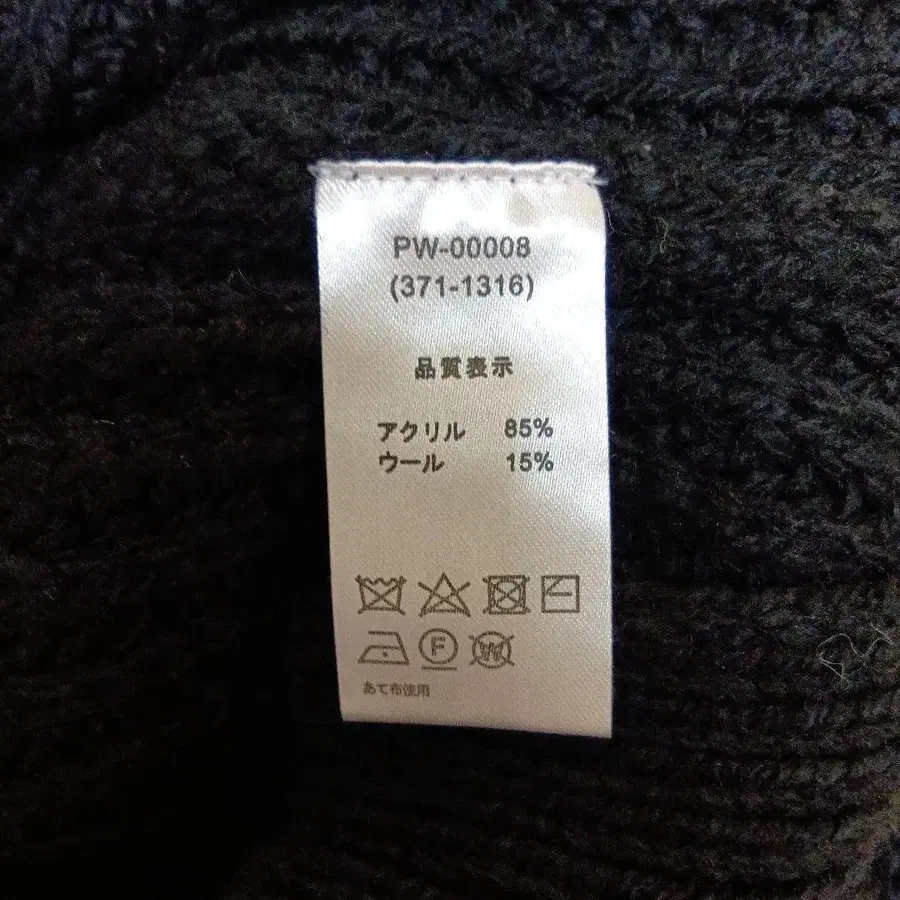 PW-00008
(371-1316)
品質表示
アクリル 85%
ウール 15%
F W
あて布使用